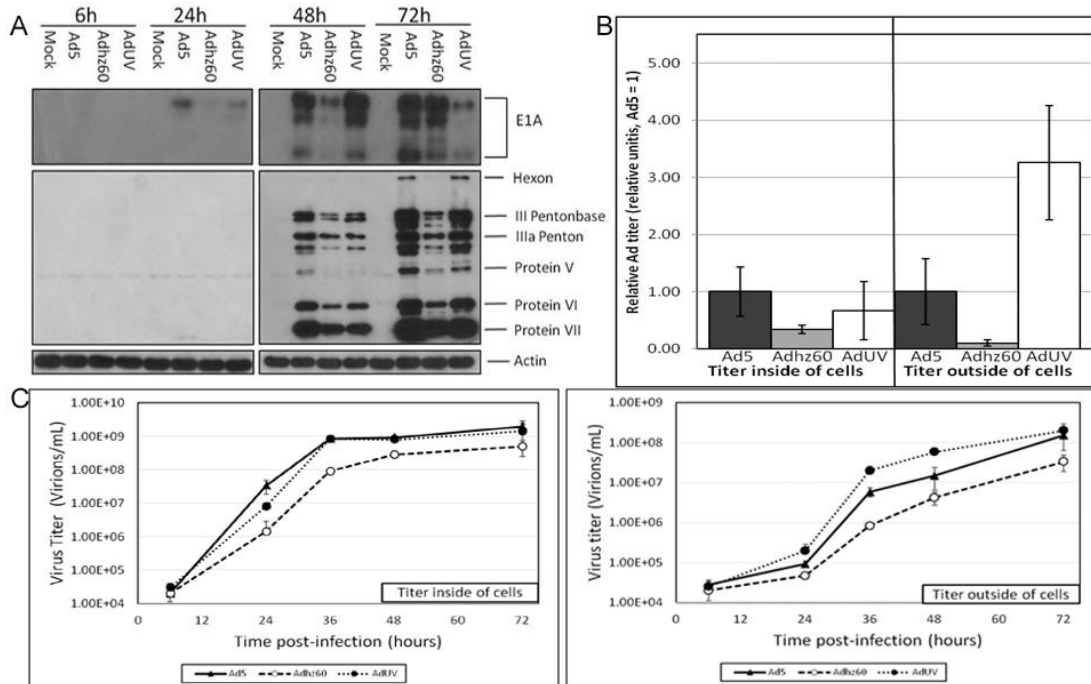 A
6h 24h 48h 72h
Mock Ad5 Adhz60 AdUV Mock Ad5 Adhz60 AdUV Mock Ad5 Adhz60 AdUV Mock Ad5 Adhz60 AdUV
E1A
Hexon
III Pentonbase
IIIa Penton
Protein V
Protein VI
Protein VII
Actin
B
Relative Ad titer (relative unitis, Ad5 = 1)
5.00
4.00
3.00
2.00
1.00
0.00
Ad5 Adhz60 AdUV Ad5 Adhz60 AdUV
Titer inside of cells Titer outside of cells
C
Virus Titer (Virions/mL)
1.00E+10
1.00E+09
1.00E+08
1.00E+07
1.00E+06
1.00E+05
1.00E+04
Titer inside of cells
0 12 24 36 48 60 72
Time post-infection (hours)
Ad5 Adhz60 AdUV
Virus titer (Virions/mL)
1.00E+09
1.00E+08
1.00E+07
1.00E+06
1.00E+05
1.00E+04
Titer outside of cells
0 12 24 36 48 60 72
Time post-infection (hours)
Ad5 Adhz60 AdUV